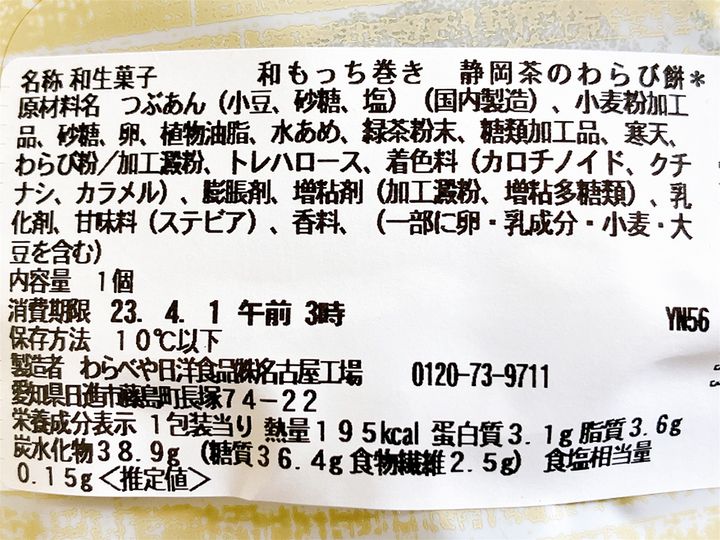 名称 和生菓子 和もっち巻き 静岡茶のわらび餅*
原材料名 つぶあん（小豆、砂糖、塩）（国内製造）、小麦粉加工
品、砂糖、卵、植物油脂、水あめ、緑茶粉末、糖類加工品、寒天、
わらび粉／加工澱粉、トレハロース、着色料（カロチノイド、クチ
ナシ、カラメル）、膨脹剤、増粘剤（加工澱粉、増粘多糖類）、乳
化剤、甘味料（ステビア）、香料、（一部に卵・乳成分・小麦・大
豆を含む）
内容量 1個
消費期限 23. 4. 1 午前 3時 YN56
保存方法 10℃以下
製造者 わらべや日洋食品㈱名古屋工場 0120-73-9711
愛知県日進市藤島町長塚74-22
栄養成分表示 1包装当り 熱量195kcal 蛋白質3.1g 脂質3.6g
炭水化物38.9g （糖質36.4g 食物繊維2.5g） 食塩相当量
0.15g＜推定値＞